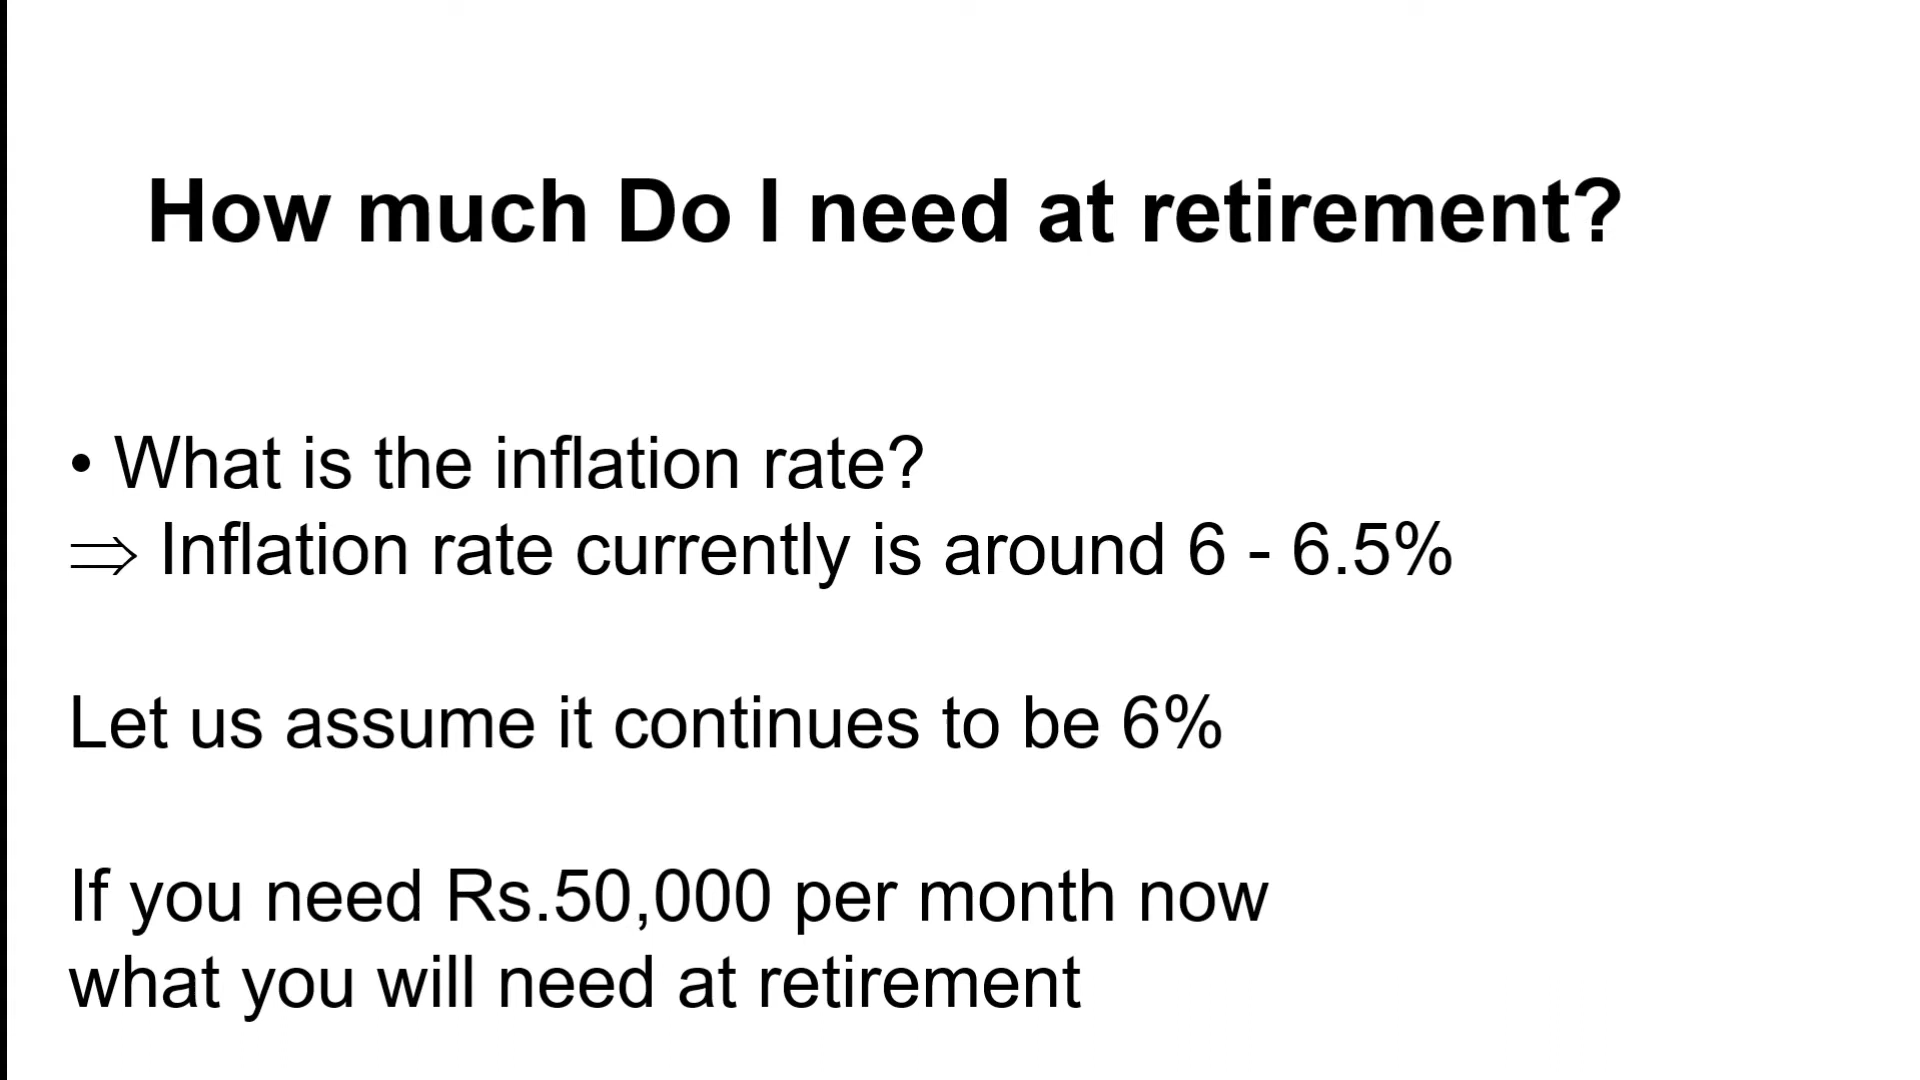 How much Do I need at retirement?
• What is the inflation rate?
⇒ Inflation rate currently is around 6 - 6.5%
Let us assume it continues to be 6%
If you need Rs.50,000 per month now
what you will need at retirement